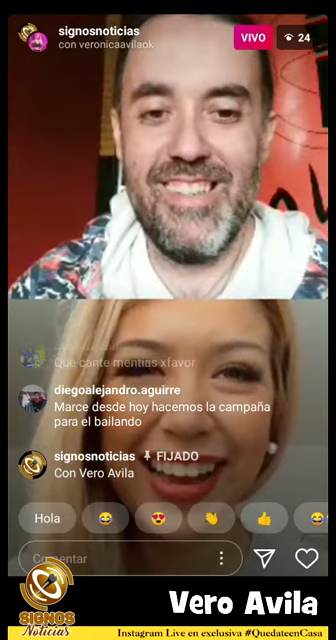 signosnoticias
con veronicaavilaok
VIVO
24
Que cante mentias xfavor
diegoalejandro.aguirre
Marce desde hoy hacemos la campaña
para el bailando
signosnoticias FIJADO
Con Vero Avila
Hola
Comentar
SIGNOS
Noticias
Vero Avila
Instagram Live en exclusiva #QuedateenCasa